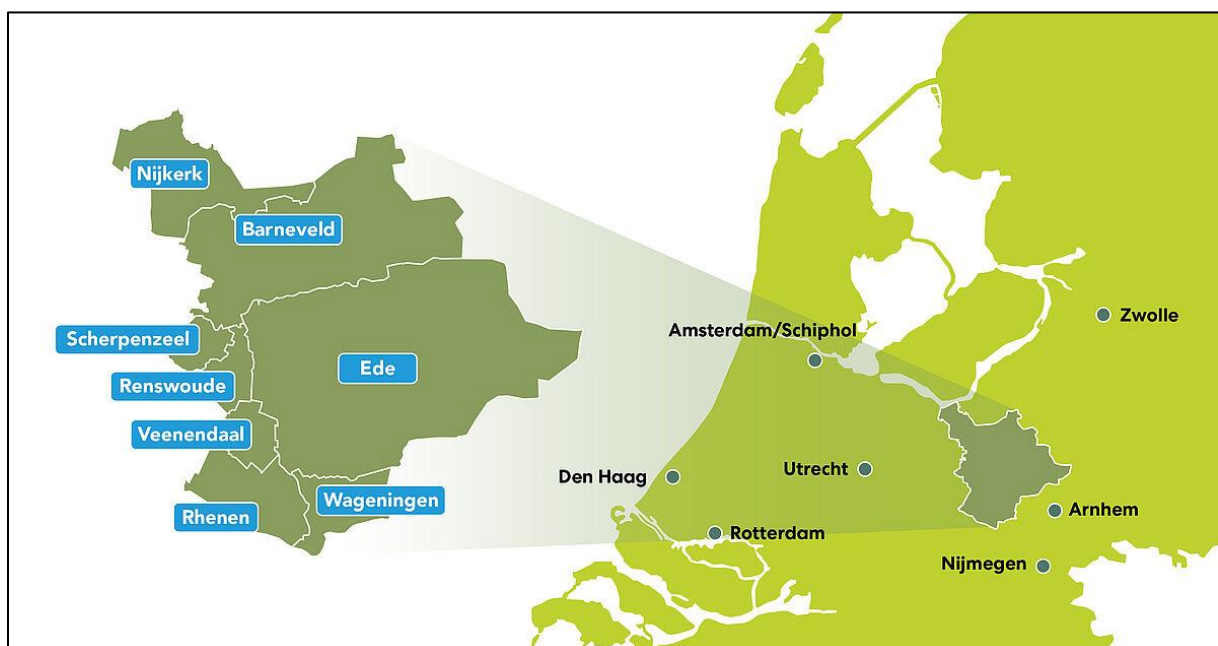 Nijkerk
Barneveld
Scherpenzeel
Ede
Renswoude
Veenendaal
Wageningen
Rhenen
Amsterdam/Schiphol
Zwolle
Den Haag
Utrecht
Arnhem
Rotterdam
Nijmegen